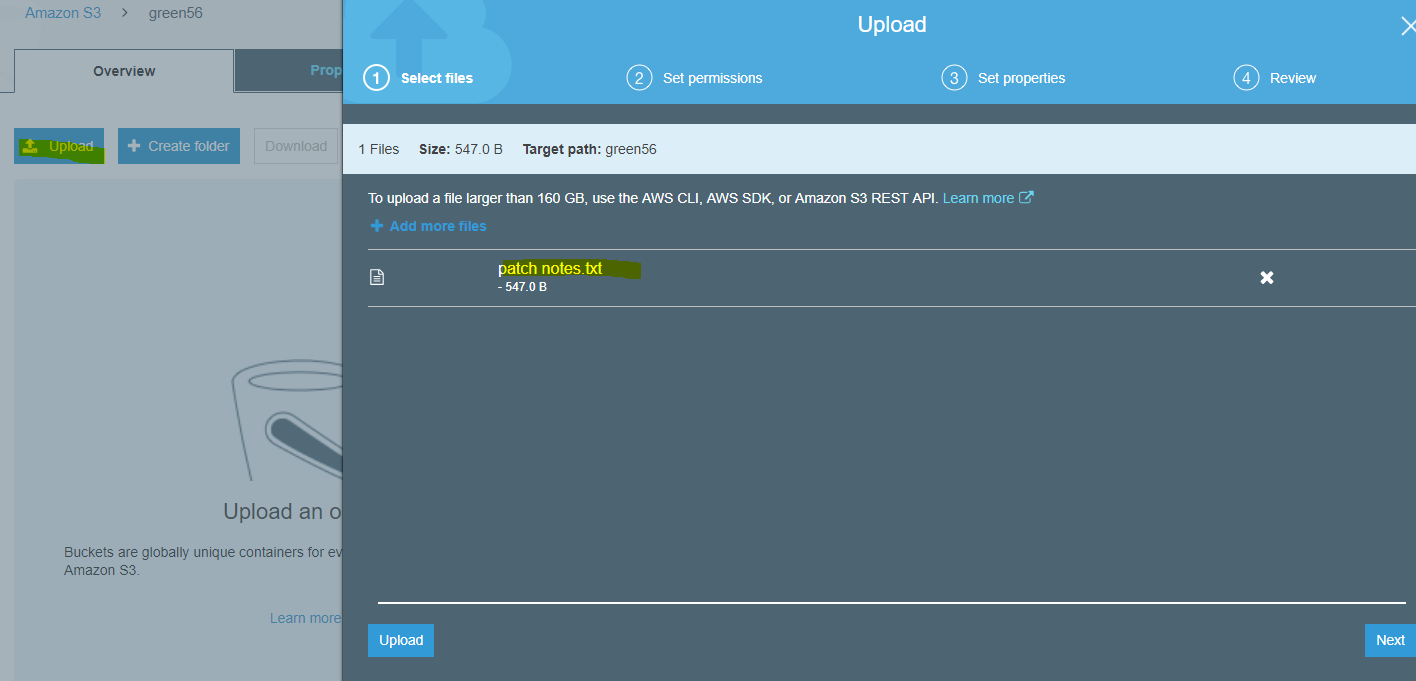 Amazon S3 > green56
Overview
Prop
Upload
Create folder
Download
Upload an o
Buckets are globally unique containers for ev
Amazon S3.
Learn more
Upload
1 Select files
2 Set permissions
3 Set properties
4 Review
1 Files Size: 547.0 B Target path: green56
To upload a file larger than 160 GB, use the AWS CLI, AWS SDK, or Amazon S3 REST API. Learn more
Add more files
patch notes.txt
- 547.0 B
Upload
Next